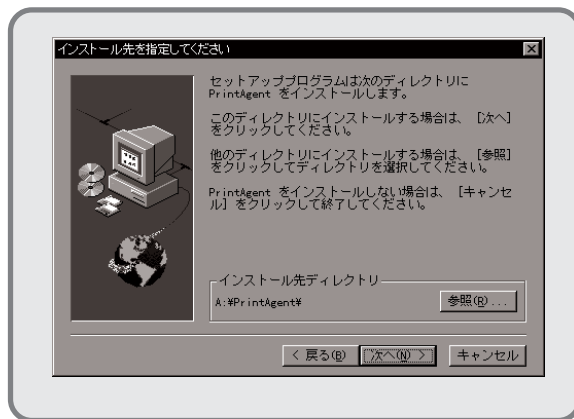 インストール先を指定してください
セットアッププログラムは次のディレクトリに
PrintAgent をインストールします。
このディレクトリにインストールする場合は、[次へ]
をクリックしてください。
他のディレクトリにインストールする場合は、[参照]
をクリックしてディレクトリを選択してください。
PrintAgent をインストールしない場合は、[キャンセ
ル] をクリックして終了してください。
インストール先ディレクトリ
A:¥PrintAgent¥
参照(R)...
< 戻る(B)
次へ(N) >
キャンセル